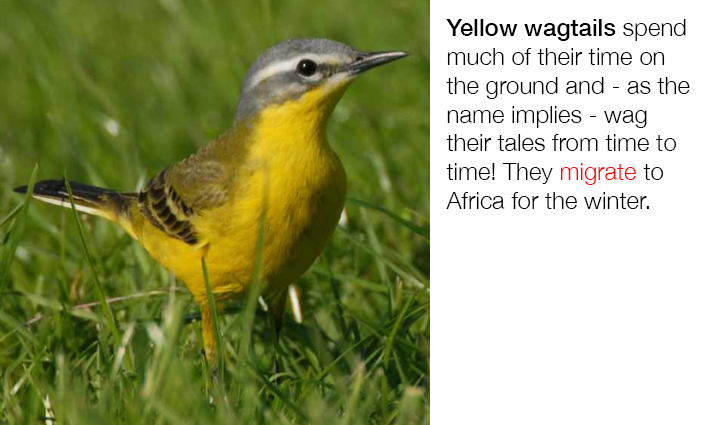 Yellow wagtails spend
much of their time on
the ground and - as the
name implies - wag
their tales from time to
time! They migrate to
Africa for the winter.